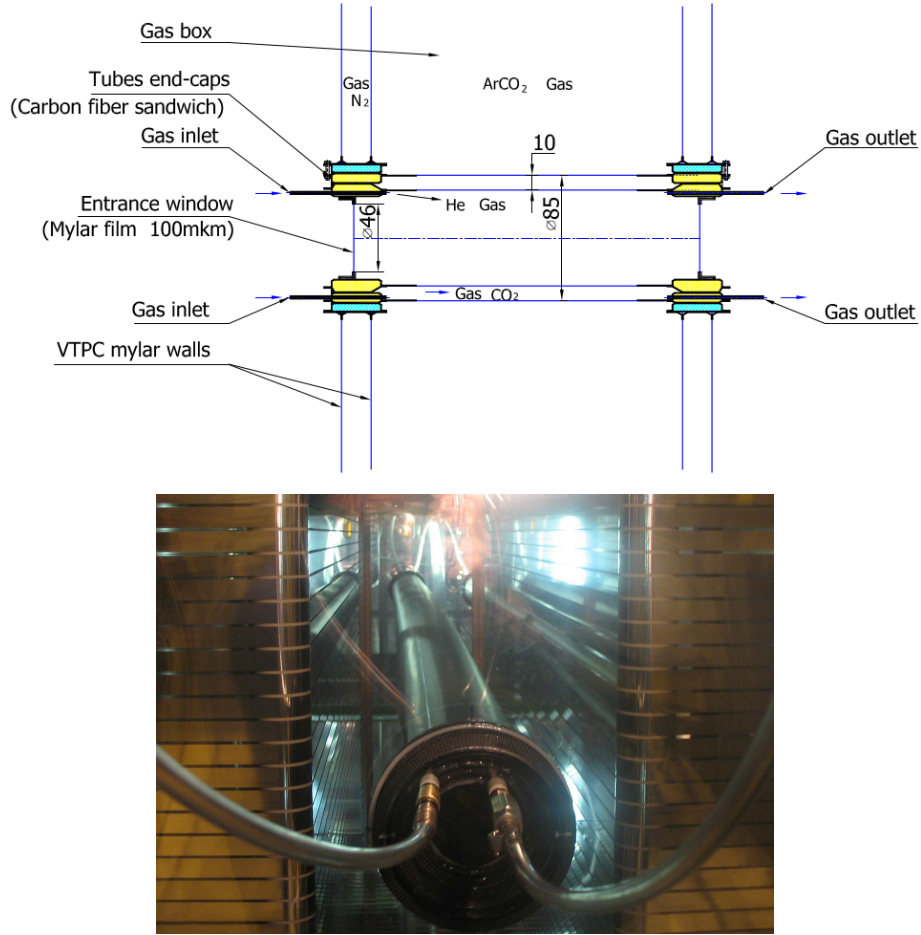 Gas box
Tubes end-caps
(Carbon fiber sandwich)
Gas inlet
Entrance window
(Mylar film 100mkm)
Gas inlet
VTPC mylar walls
Gas
N₂
ArCO₂ Gas
10
He Gas
⌀46
⌀85
Gas CO₂
Gas outlet
Gas outlet